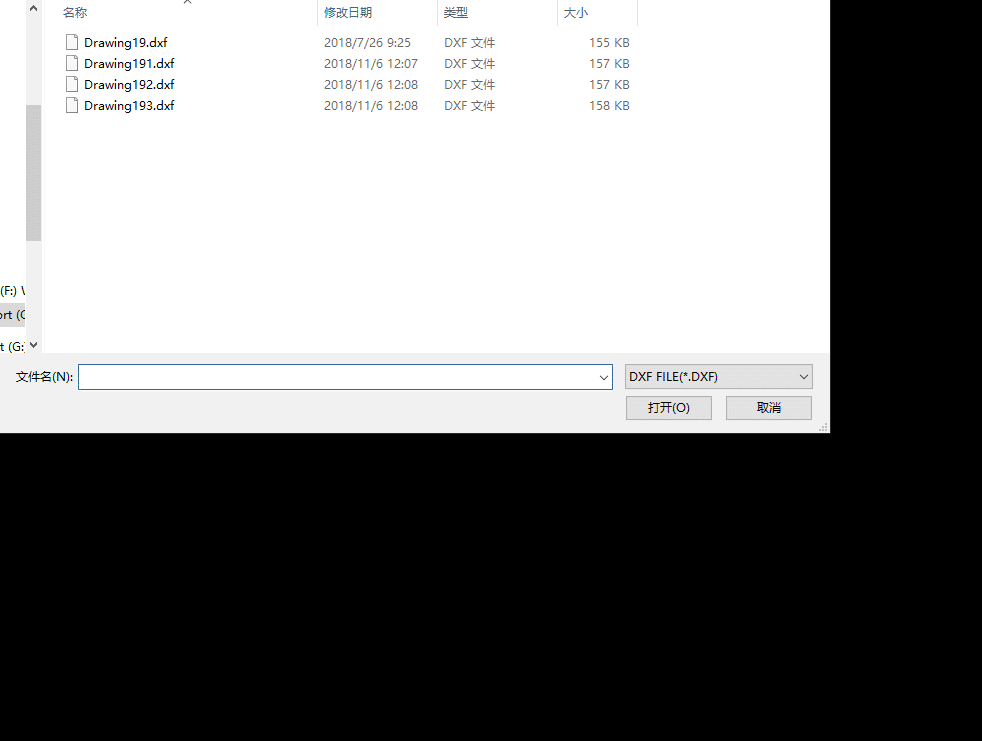 名称 修改日期 类型 大小
Drawing19.dxf 2018/7/26 9:25 DXF 文件 155 KB
Drawing191.dxf 2018/11/6 12:07 DXF 文件 157 KB
Drawing192.dxf 2018/11/6 12:08 DXF 文件 157 KB
Drawing193.dxf 2018/11/6 12:08 DXF 文件 158 KB
(F:)
ort (G
t (G:
文件名(N): DXF FILE(*.DXF)
打开(O) 取消